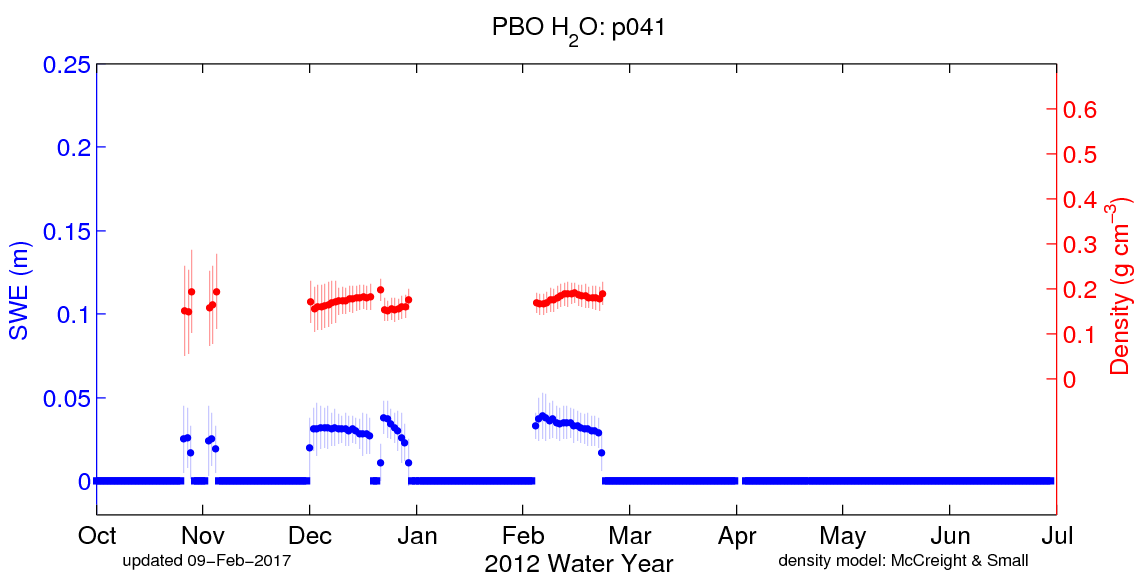 PBO H₂O: p041
0.25
0.2
0.15
0.1
0.05
0
SWE (m)
0.6
0.5
0.4
0.3
0.2
0.1
0
Density (g cm⁻³)
Oct Nov Dec Jan Feb Mar Apr May Jun Jul
updated 09−Feb−2017 2012 Water Year density model: McCreight & Small